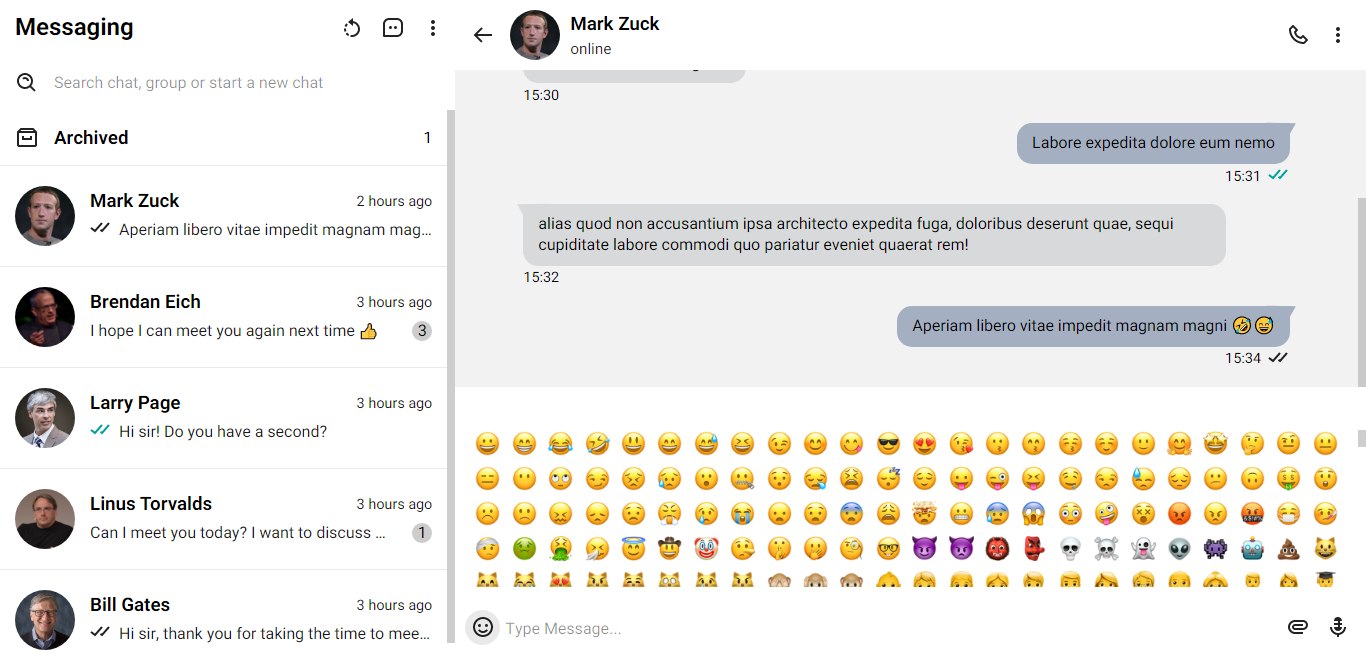 Messaging
Search chat, group or start a new chat
Archived 1
Mark Zuck 2 hours ago
Aperiam libero vitae impedit magnam mag...
Brendan Eich 3 hours ago
I hope I can meet you again next time 👍 3
Larry Page 3 hours ago
Hi sir! Do you have a second?
Linus Torvalds 3 hours ago
Can I meet you today? I want to discuss ... 1
Bill Gates 3 hours ago
Hi sir, thank you for taking the time to mee...
Mark Zuck
online
15:30
Labore expedita dolore eum nemo
15:31
alias quod non accusantium ipsa architecto expedita fuga, doloribus deserunt quae, sequi
cupiditate labore commodi quo pariatur eveniet quaerat rem!
15:32
Aperiam libero vitae impedit magnam magni 🤣😅
15:34
Type Message...